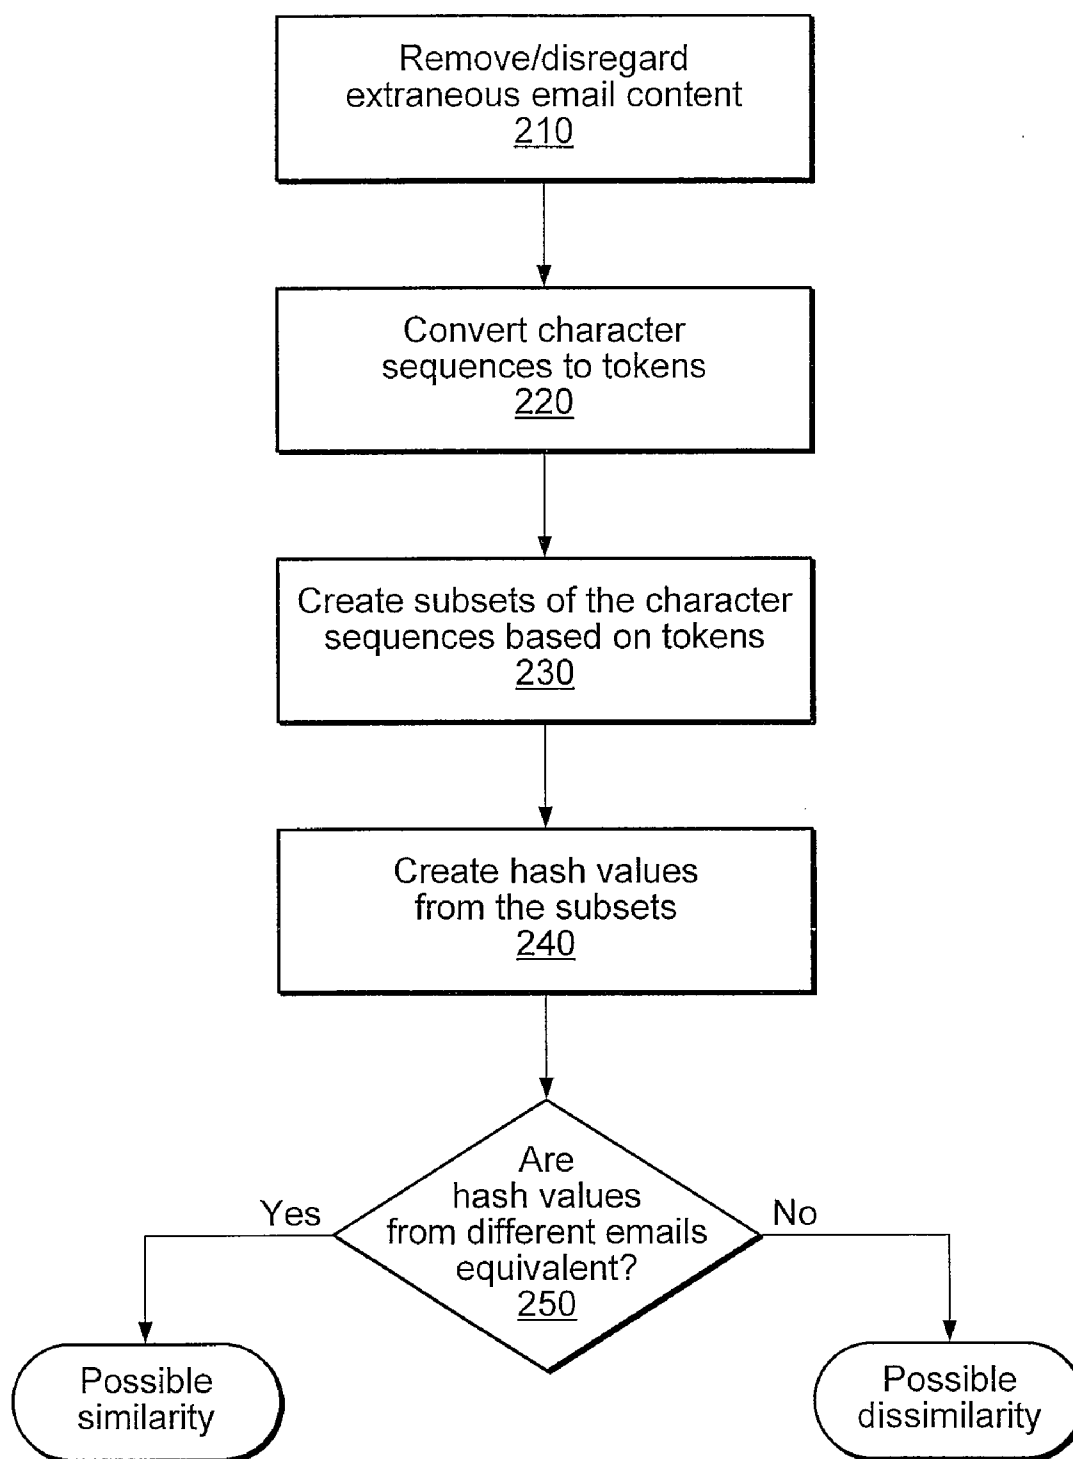 Remove/disregard
extraneous email content
210
Convert character
sequences to tokens
220
Create subsets of the character
sequences based on tokens
230
Create hash values
from the subsets
240
Are
hash values
from different emails
equivalent?
250
Yes
No
Possible
similarity
Possible
dissimilarity